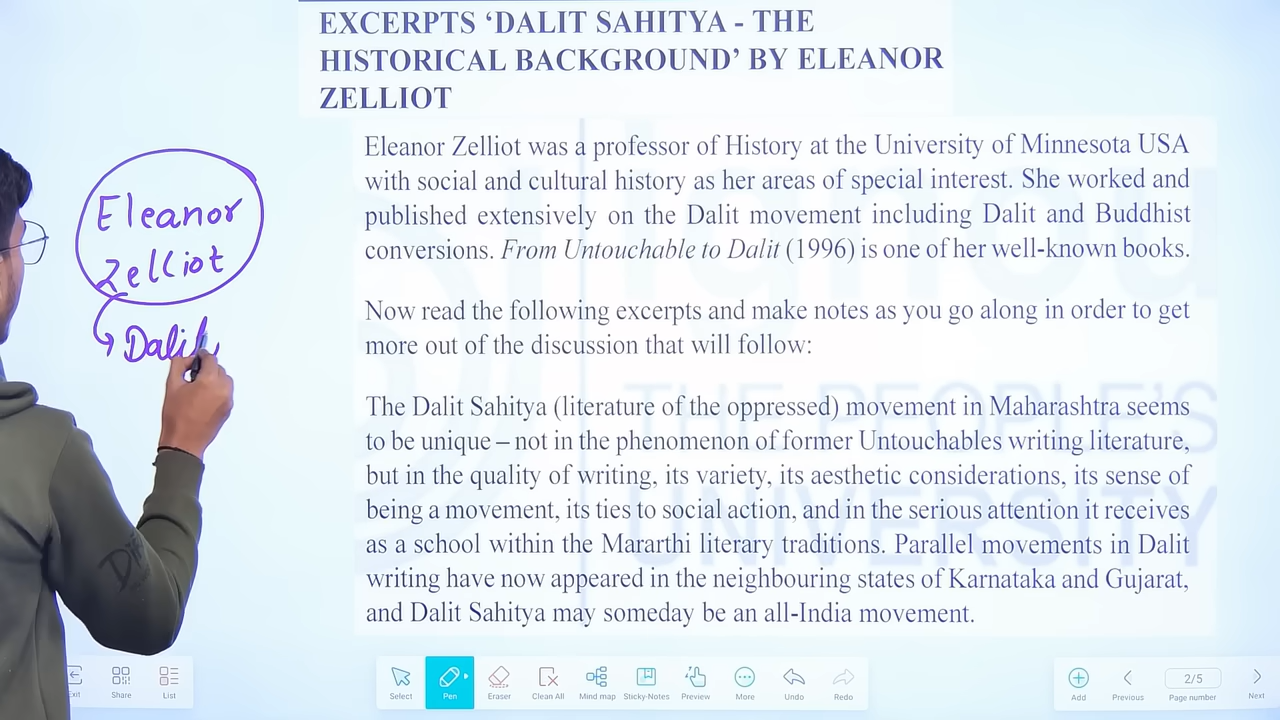 EXCERPTS ‘DALIT SAHITYA - THE
HISTORICAL BACKGROUND’ BY ELEANOR
ZELLIOT
Eleanor Zelliot was a professor of History at the University of Minnesota USA
with social and cultural history as her areas of special interest. She worked and
published extensively on the Dalit movement including Dalit and Buddhist
conversions. From Untouchable to Dalit (1996) is one of her well-known books.
Now read the following excerpts and make notes as you go along in order to get
more out of the discussion that will follow:
The Dalit Sahitya (literature of the oppressed) movement in Maharashtra seems
to be unique – not in the phenomenon of former Untouchables writing literature,
but in the quality of writing, its variety, its aesthetic considerations, its sense of
being a movement, its ties to social action, and in the serious attention it receives
as a school within the Mararthi literary traditions. Parallel movements in Dalit
writing have now appeared in the neighbouring states of Karnataka and Gujarat,
and Dalit Sahitya may someday be an all-India movement.
Eleanor
Zelliot
Dalit
THE PEOPLE'S
UNIVERSITY
Share
List
Select
Pen
Eraser
Clean All
Mind map
Sticky-Notes
Preview
More
Undo
Redo
Add
Previous
2/5
Page number
Next